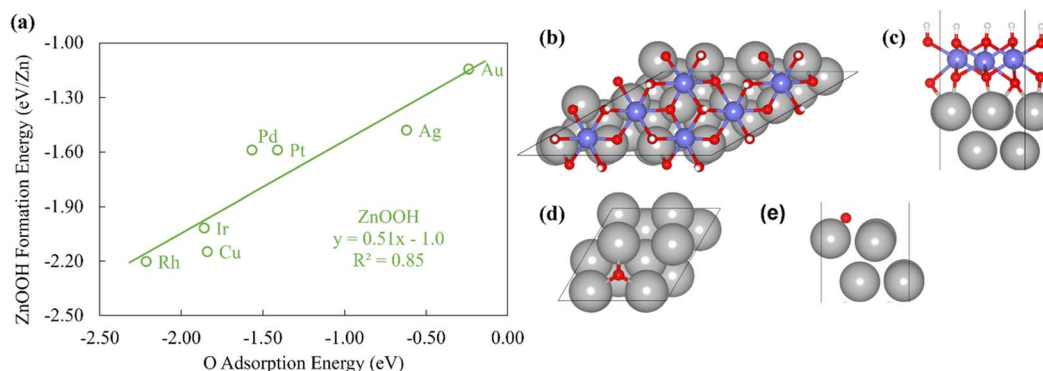 (a)
ZnOOH Formation Energy (eV/Zn)
-1.00
-1.30
-1.60
-1.90
-2.20
-2.50
Au
Ag
Pd
Pt
Ir
Cu
Rh
ZnOOH
y = 0.51x - 1.0
R² = 0.85
-2.50 -2.00 -1.50 -1.00 -0.50 0.00
O Adsorption Energy (eV)
(b)
(c)
(d)
(e)